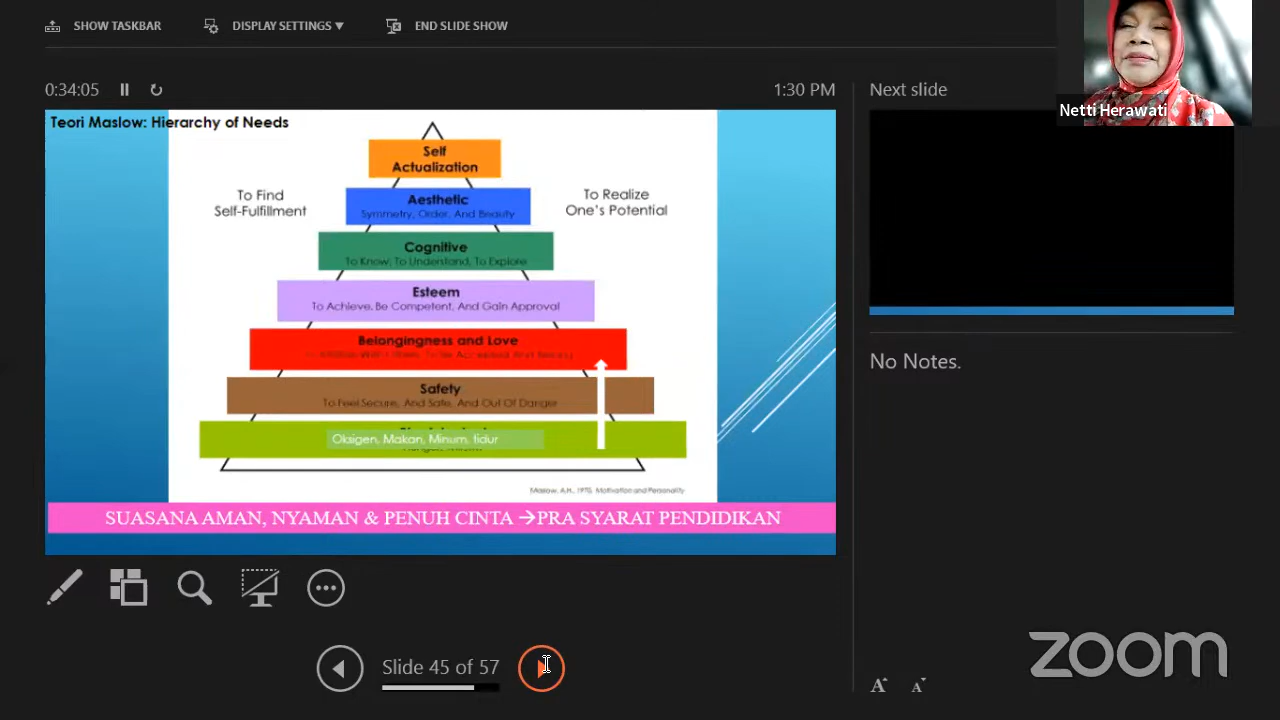 SHOW TASKBAR
DISPLAY SETTINGS ▼
END SLIDE SHOW
0:34:05
1:30 PM
Next slide
Netti Herawati
Teori Maslow: Hierarchy of Needs
Self
Actualization
To Find
Self-Fulfillment
To Realize
One's Potential
Aesthetic
Symmetry, Order, And Beauty
Cognitive
To Know, To Understand, To Explore
Esteem
To Achieve, Be Competent, And Gain Approval
Belongingness and Love
Safety
To Feel Secure, And Safe, And Out Of Danger
Oksigen, Makan, Minum, tidur
Maslow, A.H., 1970. Motivation and Personality
SUASANA AMAN, NYAMAN & PENUH CINTA →PRA SYARAT PENDIDIKAN
No Notes.
Slide 45 of 57
zoom
A A